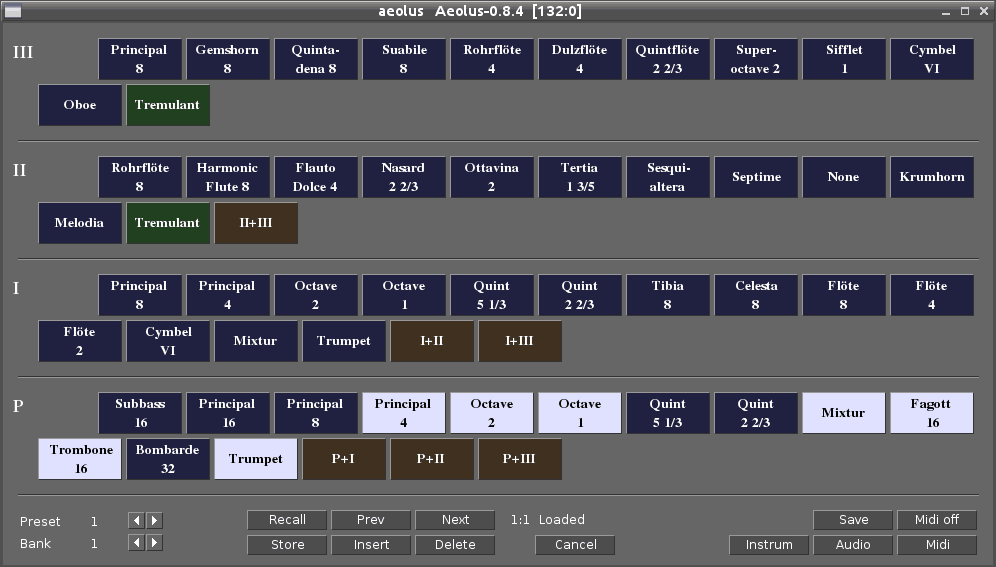 aeolus Aeolus-0.8.4 [132:0]
III
Principal 8
Gemshorn 8
Quinta-
dena 8
Suabile 8
Rohrflöte 4
Dulzflöte 4
Quintflöte 2 2/3
Super-
octave 2
Sifflet 1
Cymbel VI
Oboe
Tremulant
II
Rohrflöte 8
Harmonic
Flute 8
Flauto
Dolce 4
Nasard 2 2/3
Ottavina 2
Tertia 1 3/5
Sesqui-
altera
Septime
None
Krumhorn
Melodia
Tremulant
II+III
I
Principal 8
Principal 4
Octave 2
Octave 1
Quint 5 1/3
Quint 2 2/3
Tibia 8
Celesta 8
Flöte 8
Flöte 4
Flöte 2
Cymbel VI
Mixtur
Trumpet
I+II
I+III
P
Subbass 16
Principal 16
Principal 8
Principal 4
Octave 2
Octave 1
Quint 5 1/3
Quint 2 2/3
Mixtur
Fagott 16
Trombone 16
Bombarde 32
Trumpet
P+I
P+II
P+III
Preset 1
Recall Prev Next 1:1 Loaded Save Midi off
Bank 1
Store Insert Delete Cancel Instrum Audio Midi